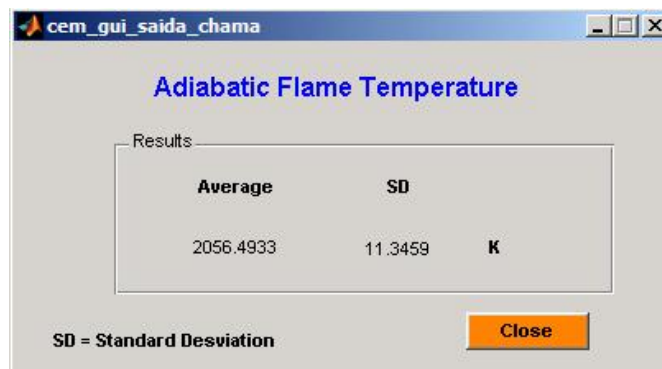 cem_gui_saida_chama
Adiabatic Flame Temperature
Results
Average SD
2056.4933 11.3459 K
SD = Standard Desviation
Close